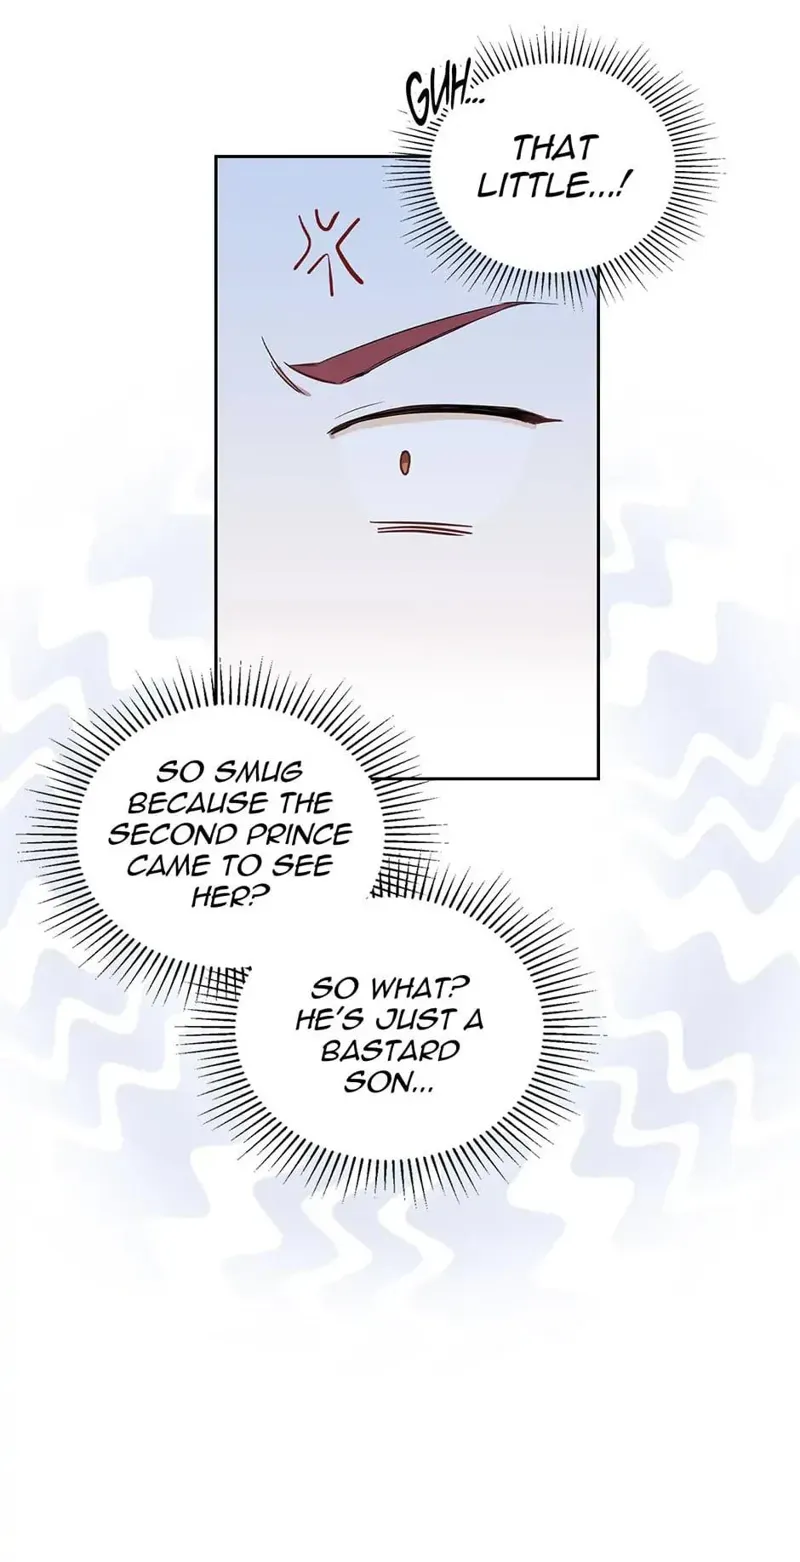 GUH...
THAT
LITTLE...!
SO SMUG
BECAUSE THE
SECOND PRINCE
CAME TO SEE
HER?
SO WHAT?
HE'S JUST A
BASTARD
SON...